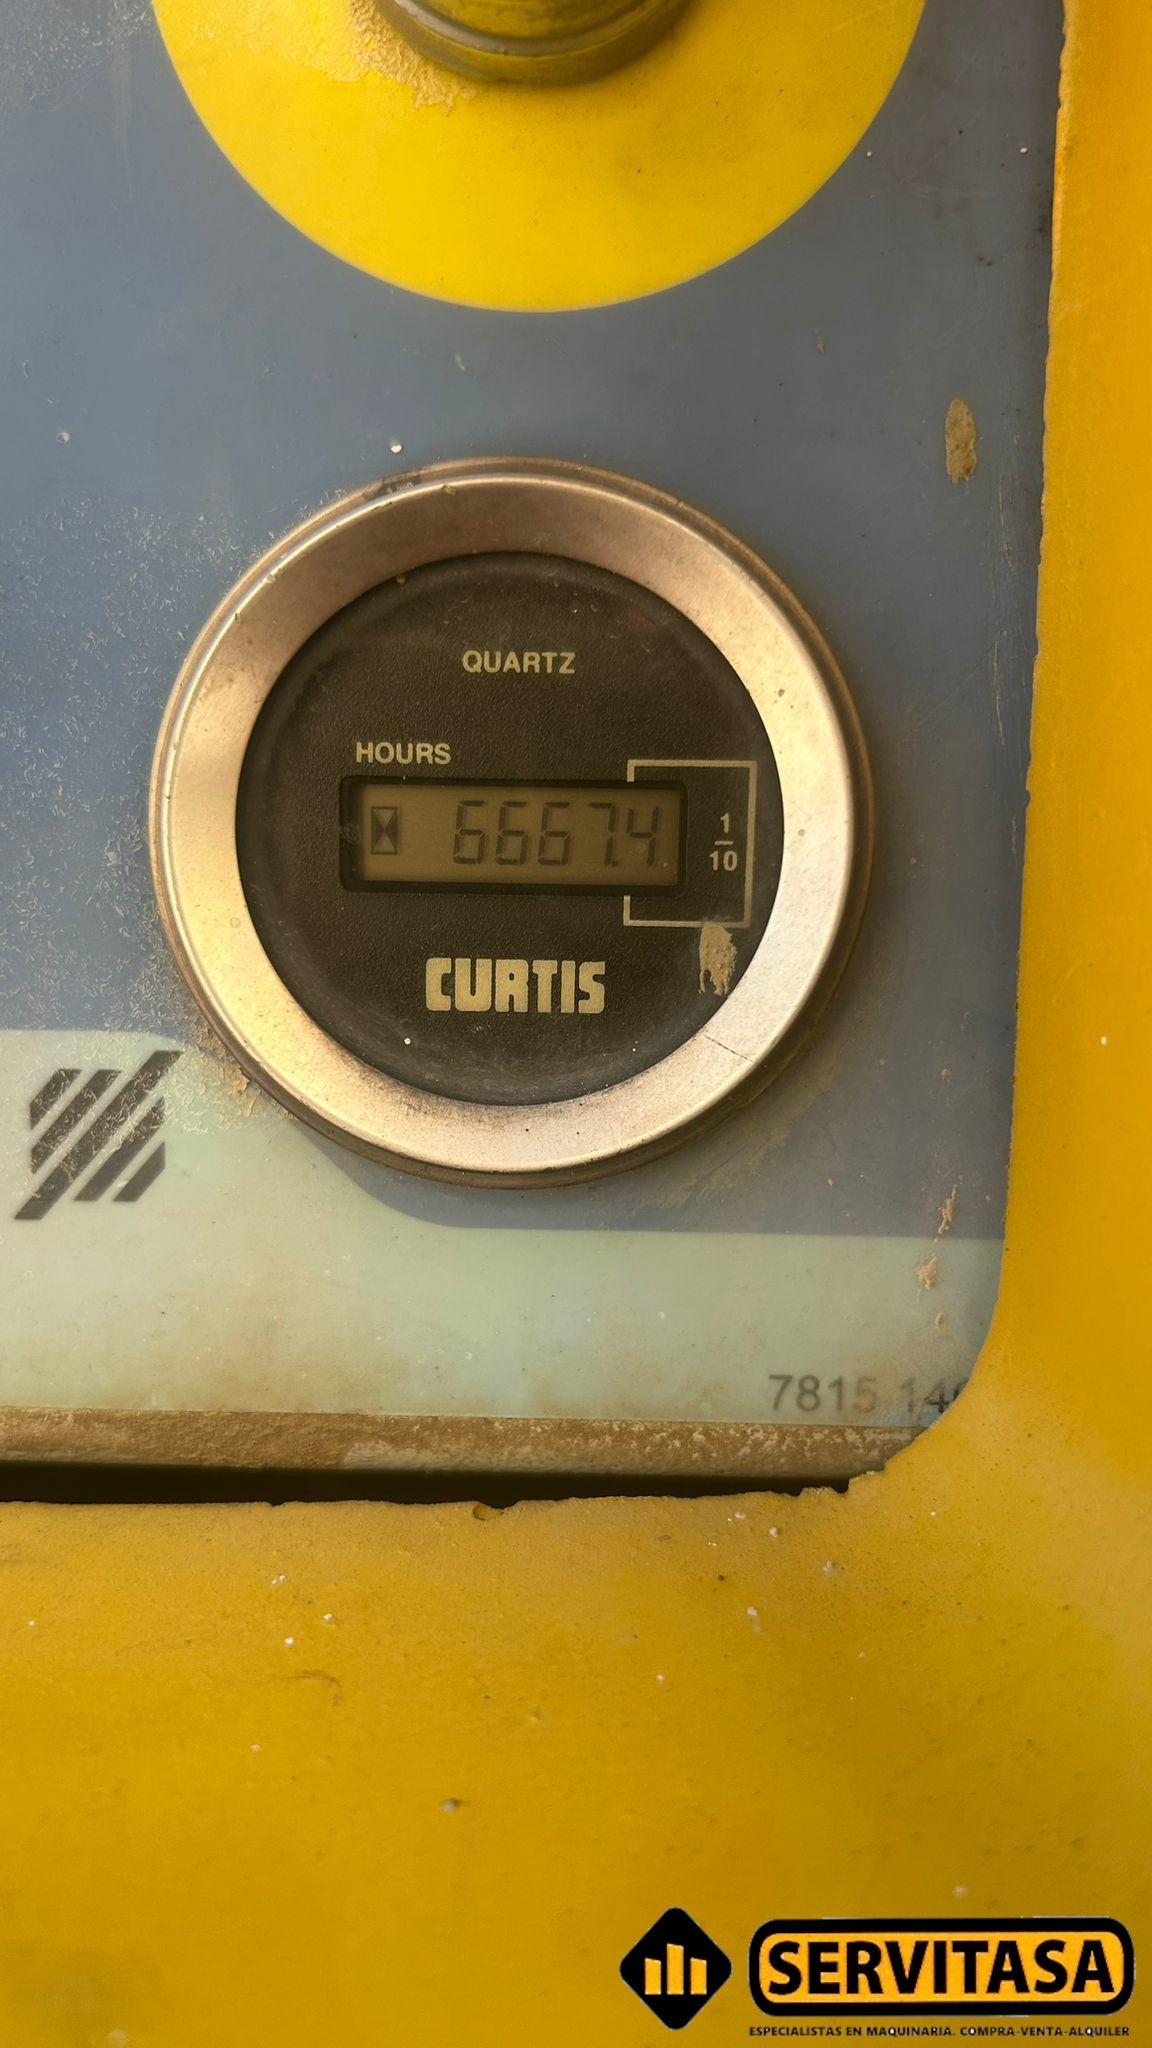 QUARTZ
HOURS
6667.4
1
10
CURTIS
7815
SERVITASA
ESPECIALISTAS EN MAQUINARIA. COMPRA-VENTA-ALQUILER